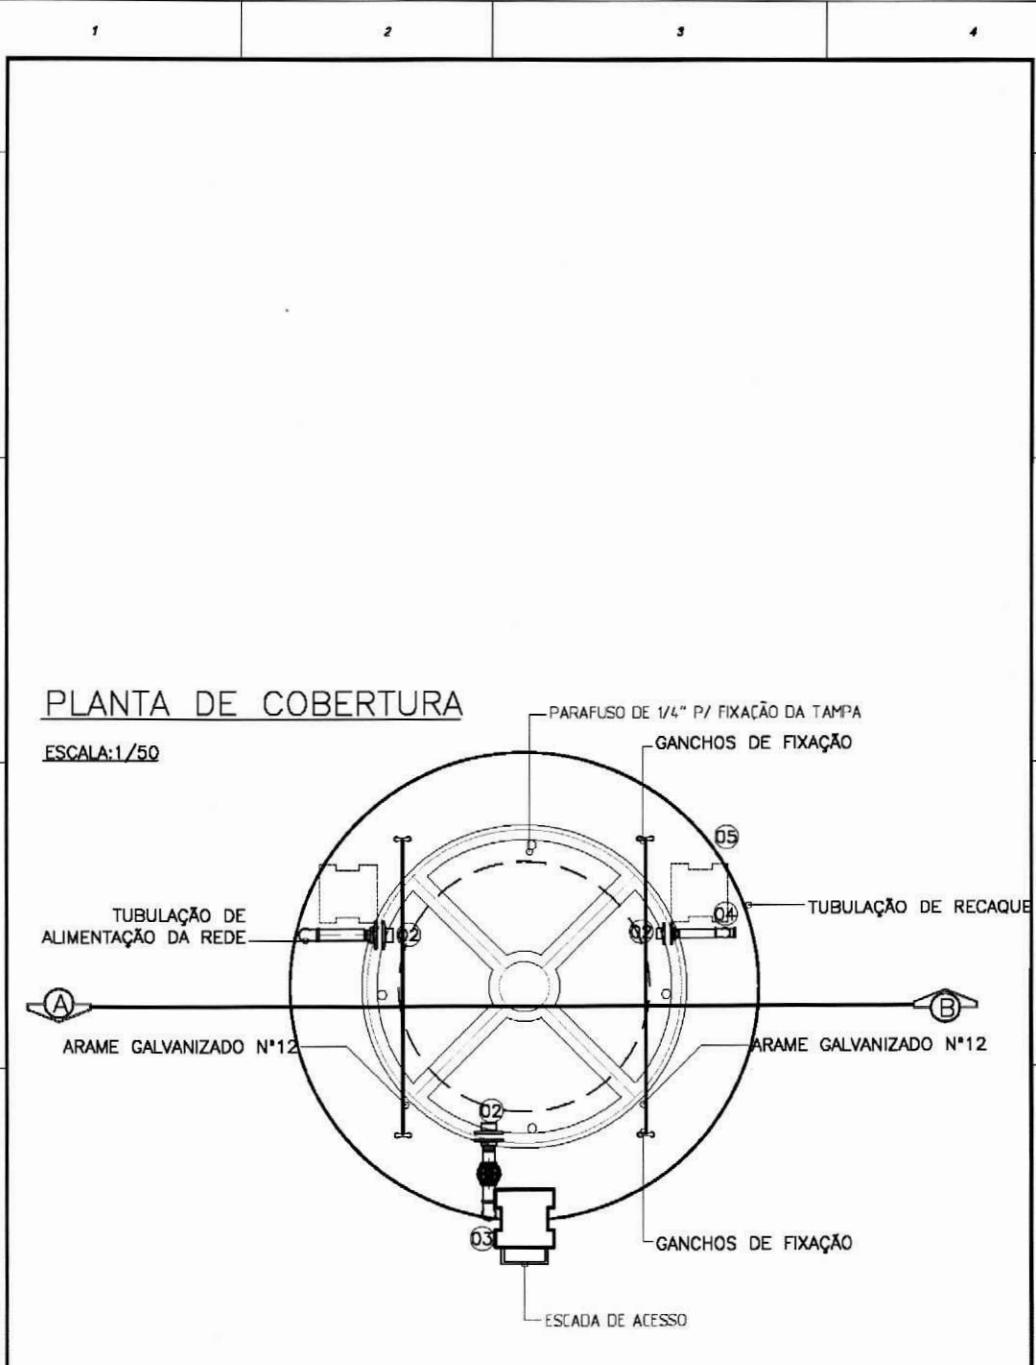 1 2 3 4
PLANTA DE COBERTURA
ESCALA:1/50
PARAFUSO DE 1/4" P/ FIXAÇÃO DA TAMPA
GANCHOS DE FIXAÇÃO
05
04
TUBULAÇÃO DE RECAQUE
TUBULAÇÃO DE
ALIMENTAÇÃO DA REDE
02
02
A
B
ARAME GALVANIZADO Nº12
ARAME GALVANIZADO Nº12
02
03
GANCHOS DE FIXAÇÃO
ESCADA DE ACESSO